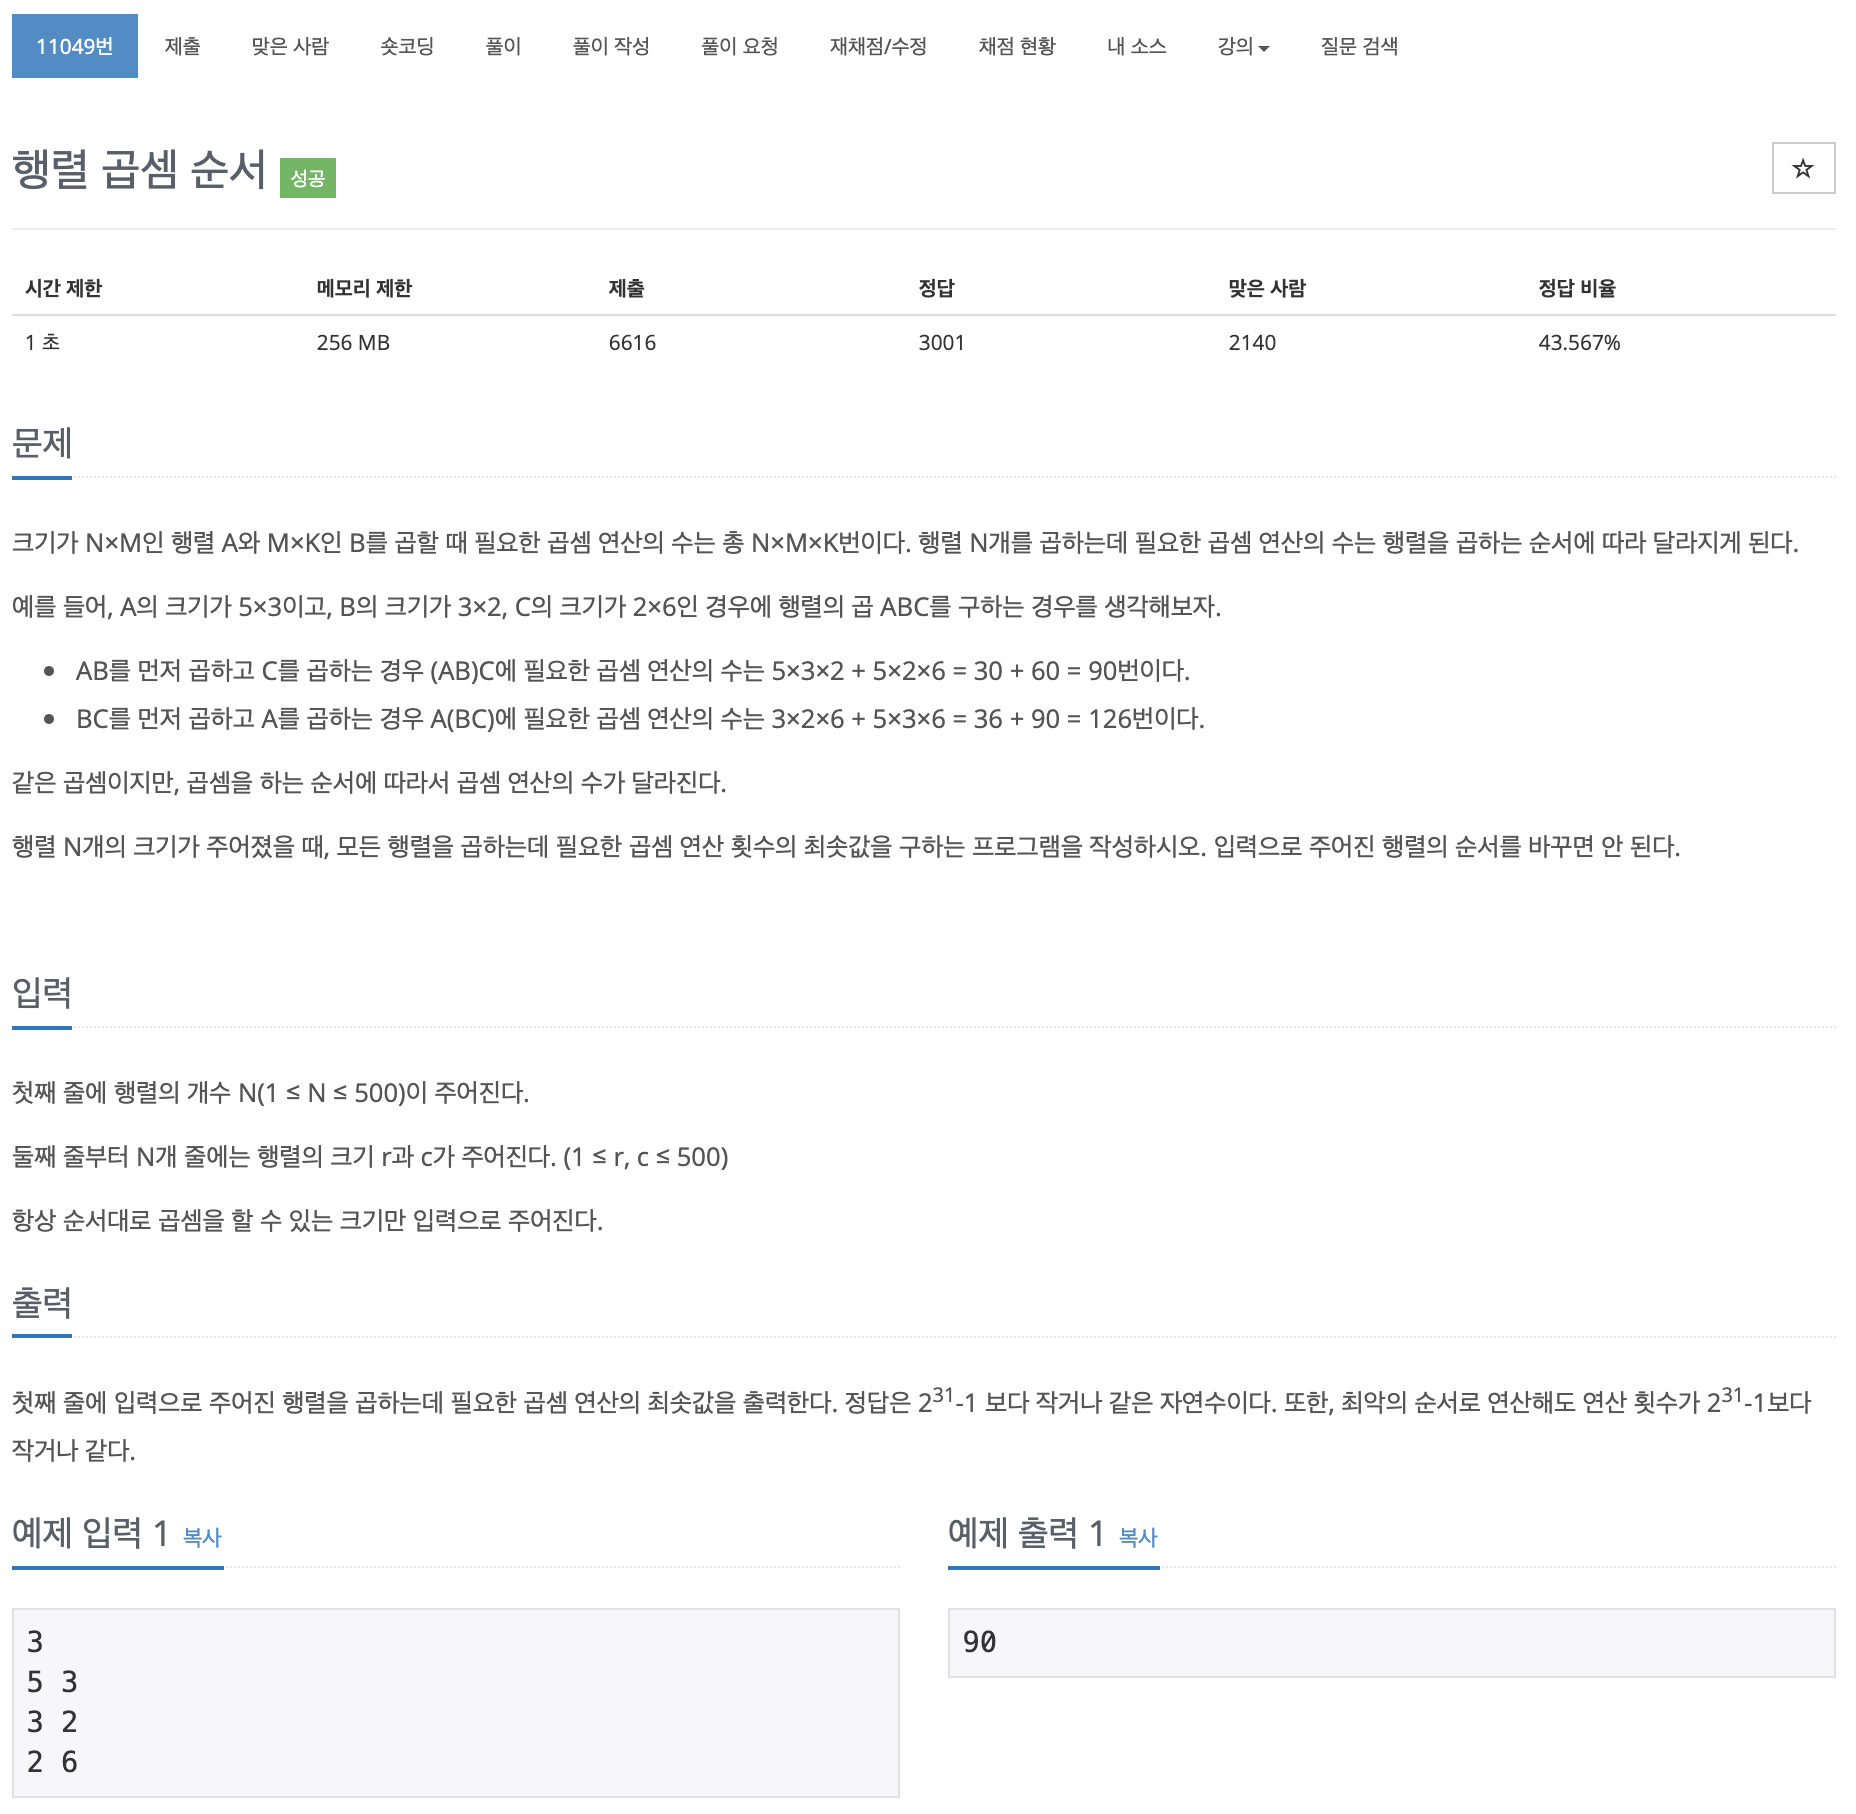 11049번 제출 맞은 사람 숏코딩 풀이 풀이 작성 풀이 요청 재채점/수정 채점 현황 내 소스 강의 질문 검색
행렬 곱셈 순서 성공
시간 제한 메모리 제한 제출 정답 맞은 사람 정답 비율
1 초 256 MB 6616 3001 2140 43.567%
문제
크기가 N×M인 행렬 A와 M×K인 B를 곱할 때 필요한 곱셈 연산의 수는 총 N×M×K번이다. 행렬 N개를 곱하는데 필요한 곱셈 연산의 수는 행렬을 곱하는 순서에 따라 달라지게 된다.
예를 들어, A의 크기가 5×3이고, B의 크기가 3×2, C의 크기가 2×6인 경우에 행렬의 곱 ABC를 구하는 경우를 생각해보자.
• AB를 먼저 곱하고 C를 곱하는 경우 (AB)C에 필요한 곱셈 연산의 수는 5×3×2 + 5×2×6 = 30 + 60 = 90번이다.
• BC를 먼저 곱하고 A를 곱하는 경우 A(BC)에 필요한 곱셈 연산의 수는 3×2×6 + 5×3×6 = 36 + 90 = 126번이다.
같은 곱셈이지만, 곱셈을 하는 순서에 따라서 곱셈 연산의 수가 달라진다.
행렬 N개의 크기가 주어졌을 때, 모든 행렬을 곱하는데 필요한 곱셈 연산 횟수의 최솟값을 구하는 프로그램을 작성하시오. 입력으로 주어진 행렬의 순서를 바꾸면 안 된다.
입력
첫째 줄에 행렬의 개수 N(1 ≤ N ≤ 500)이 주어진다.
둘째 줄부터 N개 줄에는 행렬의 크기 r과 c가 주어진다. (1 ≤ r, c ≤ 500)
항상 순서대로 곱셈을 할 수 있는 크기만 입력으로 주어진다.
출력
첫째 줄에 입력으로 주어진 행렬을 곱하는데 필요한 곱셈 연산의 최솟값을 출력한다. 정답은 2³¹-1 보다 작거나 같은 자연수이다. 또한, 최악의 순서로 연산해도 연산 횟수가 2³¹-1보다
작거나 같다.
예제 입력 1 복사
3
5 3
3 2
2 6
예제 출력 1 복사
90